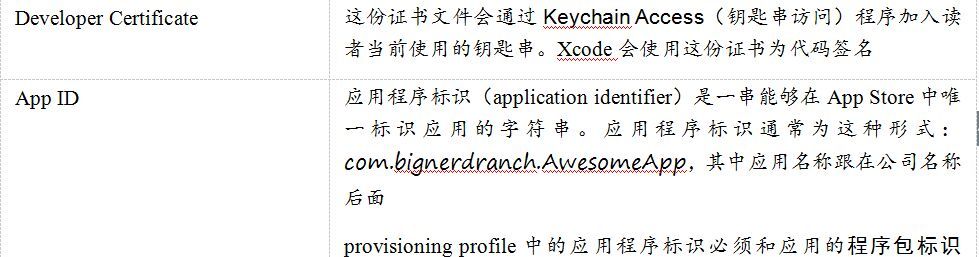 Developer Certificate
这份证书文件会通过 Keychain Access（钥匙串访问）程序加入读
者当前使用的钥匙串。Xcode 会使用这份证书为代码签名
App ID
应用程序标识（application identifier）是一串能够在 App Store 中唯
一标识应用的字符串。应用程序标识通常为这种形式：
com.bignerdranch.AwesomeApp，其中应用名称跟在公司名称
后面
provisioning profile 中的应用程序标识必须和应用的程序包标识